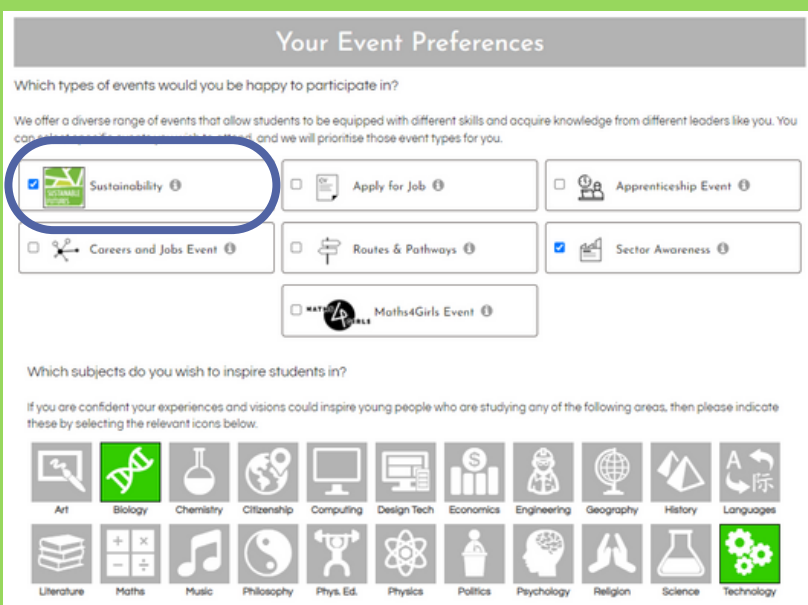 Your Event Preferences
Which types of events would you be happy to participate in?
We offer a diverse range of events that allow students to be equipped with different skills and acquire knowledge from different leaders like you. You
can select specific events you wish to attend, and we will prioritise those event types for you.
SUSTAINABLE FUTURES Sustainability CV Apply for Job Apprenticeship Event
Careers and Jobs Event Routes & Pathways Sector Awareness
MATHS 4 GIRLS Maths4Girls Event
Which subjects do you wish to inspire students in?
If you are confident your experiences and visions could inspire young people who are studying any of the following areas, then please indicate
these by selecting the relevant icons below.
Art Biology Chemistry Citizenship Computing Design Tech Economics Engineering Geography History Languages
Literature Maths Music Philosophy Phys. Ed. Physics Politics Psychology Religion Science Technology